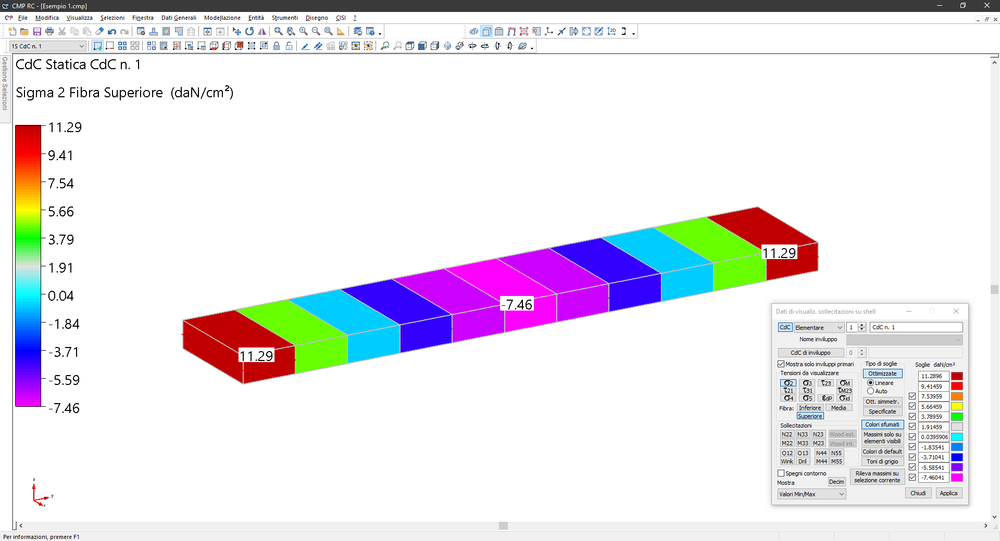 CMP RC - [Esempio 1.cmp]
File Modifica Visualizza Selezioni Finestra Dati Generali Modellazione Entità Strumenti Disegno CISI ?
1S CdC n. 1
Gestione Selezioni
CdC Statica CdC n. 1
Sigma 2 Fibra Superiore (daN/cm²)
11.29
9.41
7.54
5.66
3.79
1.91
0.04
-1.84
-3.71
-5.59
-7.46
11.29
-7.46
11.29
z
y
x
Dati di visualiz. sollecitazioni su shell
CdC Elementare 1 CdC n. 1
Nome inviluppo
CdC di inviluppo 0
Mostra solo inviluppi primari
Tensioni da visualizzare
σ2 σ3 τ23 σM
τ21 τ31 τM23
σ4 σ5 εdp σid
Fibra: Inferiore Media
Superiore
Sollecitazioni
N22 N33 N23 Wood est.
M22 M33 M23 Wood int.
Q12 Q13 N44 N55
Wink Dril M44 M55
Spegni contorno
Mostra Decim
Valori Min/Max
Tipo di soglie
Ottimizzate
Lineare
Auto
Ott. simmetr.
Specificate
Colori sfumati
Massimi solo su
elementi visibili
Colori di default
Toni di grigio
Rileva massimi su
selezione corrente
Soglie daN/cm²
11.2896
9.41459
7.53959
5.66459
3.78959
1.91459
0.0395906
-1.83541
-3.71041
-5.58541
-7.46041
Chiudi Applica
Per informazioni, premere F1